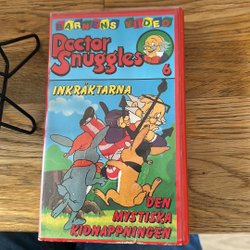 BARNENS VIDEO
Doctor
Snuggles
6
INKRÄKTARNA
DEN
MYSTISKA
KIDNAPPNINGEN